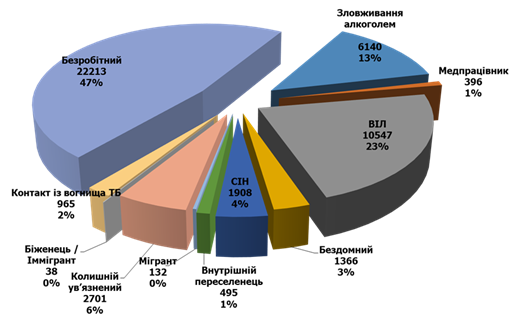 Зловживання
алкоголем
6140
13%
Медпрацівник
396
1%
ВІЛ
10547
23%
Бездомний
1366
3%
СІН
1908
4%
Внутрішній
переселенець
495
1%
Мігрант
132
0%
Колишній
ув’язнений
2701
6%
Біженець /
Іммігрант
38
0%
Контакт із вогнища ТБ
965
2%
Безробітний
22213
47%